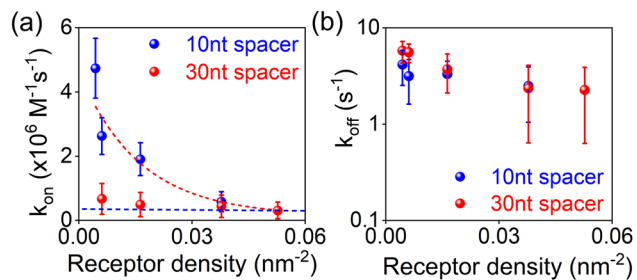 (a)
6
4
2
0
0.00
0.03
0.06
k_on (x10^6 M^-1s^-1)
Receptor density (nm^-2)
10nt spacer
30nt spacer
(b)
10
1
0.1
0.00
0.03
0.06
k_off (s^-1)
Receptor density (nm^-2)
10nt spacer
30nt spacer